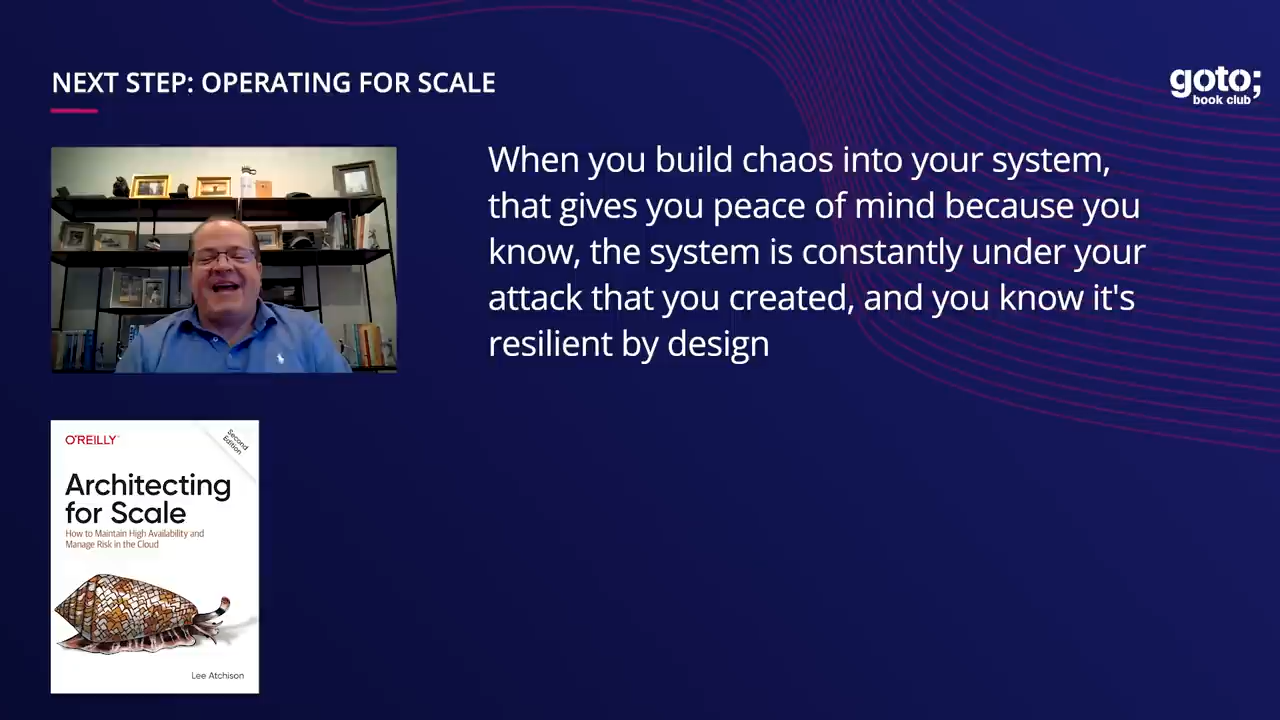 NEXT STEP: OPERATING FOR SCALE
goto;
book club
When you build chaos into your system,
that gives you peace of mind because you
know, the system is constantly under your
attack that you created, and you know it's
resilient by design
O'REILLY
Second
Edition
Architecting
for Scale
How to Maintain High Availability and
Manage Risk in the Cloud
Lee Atchison